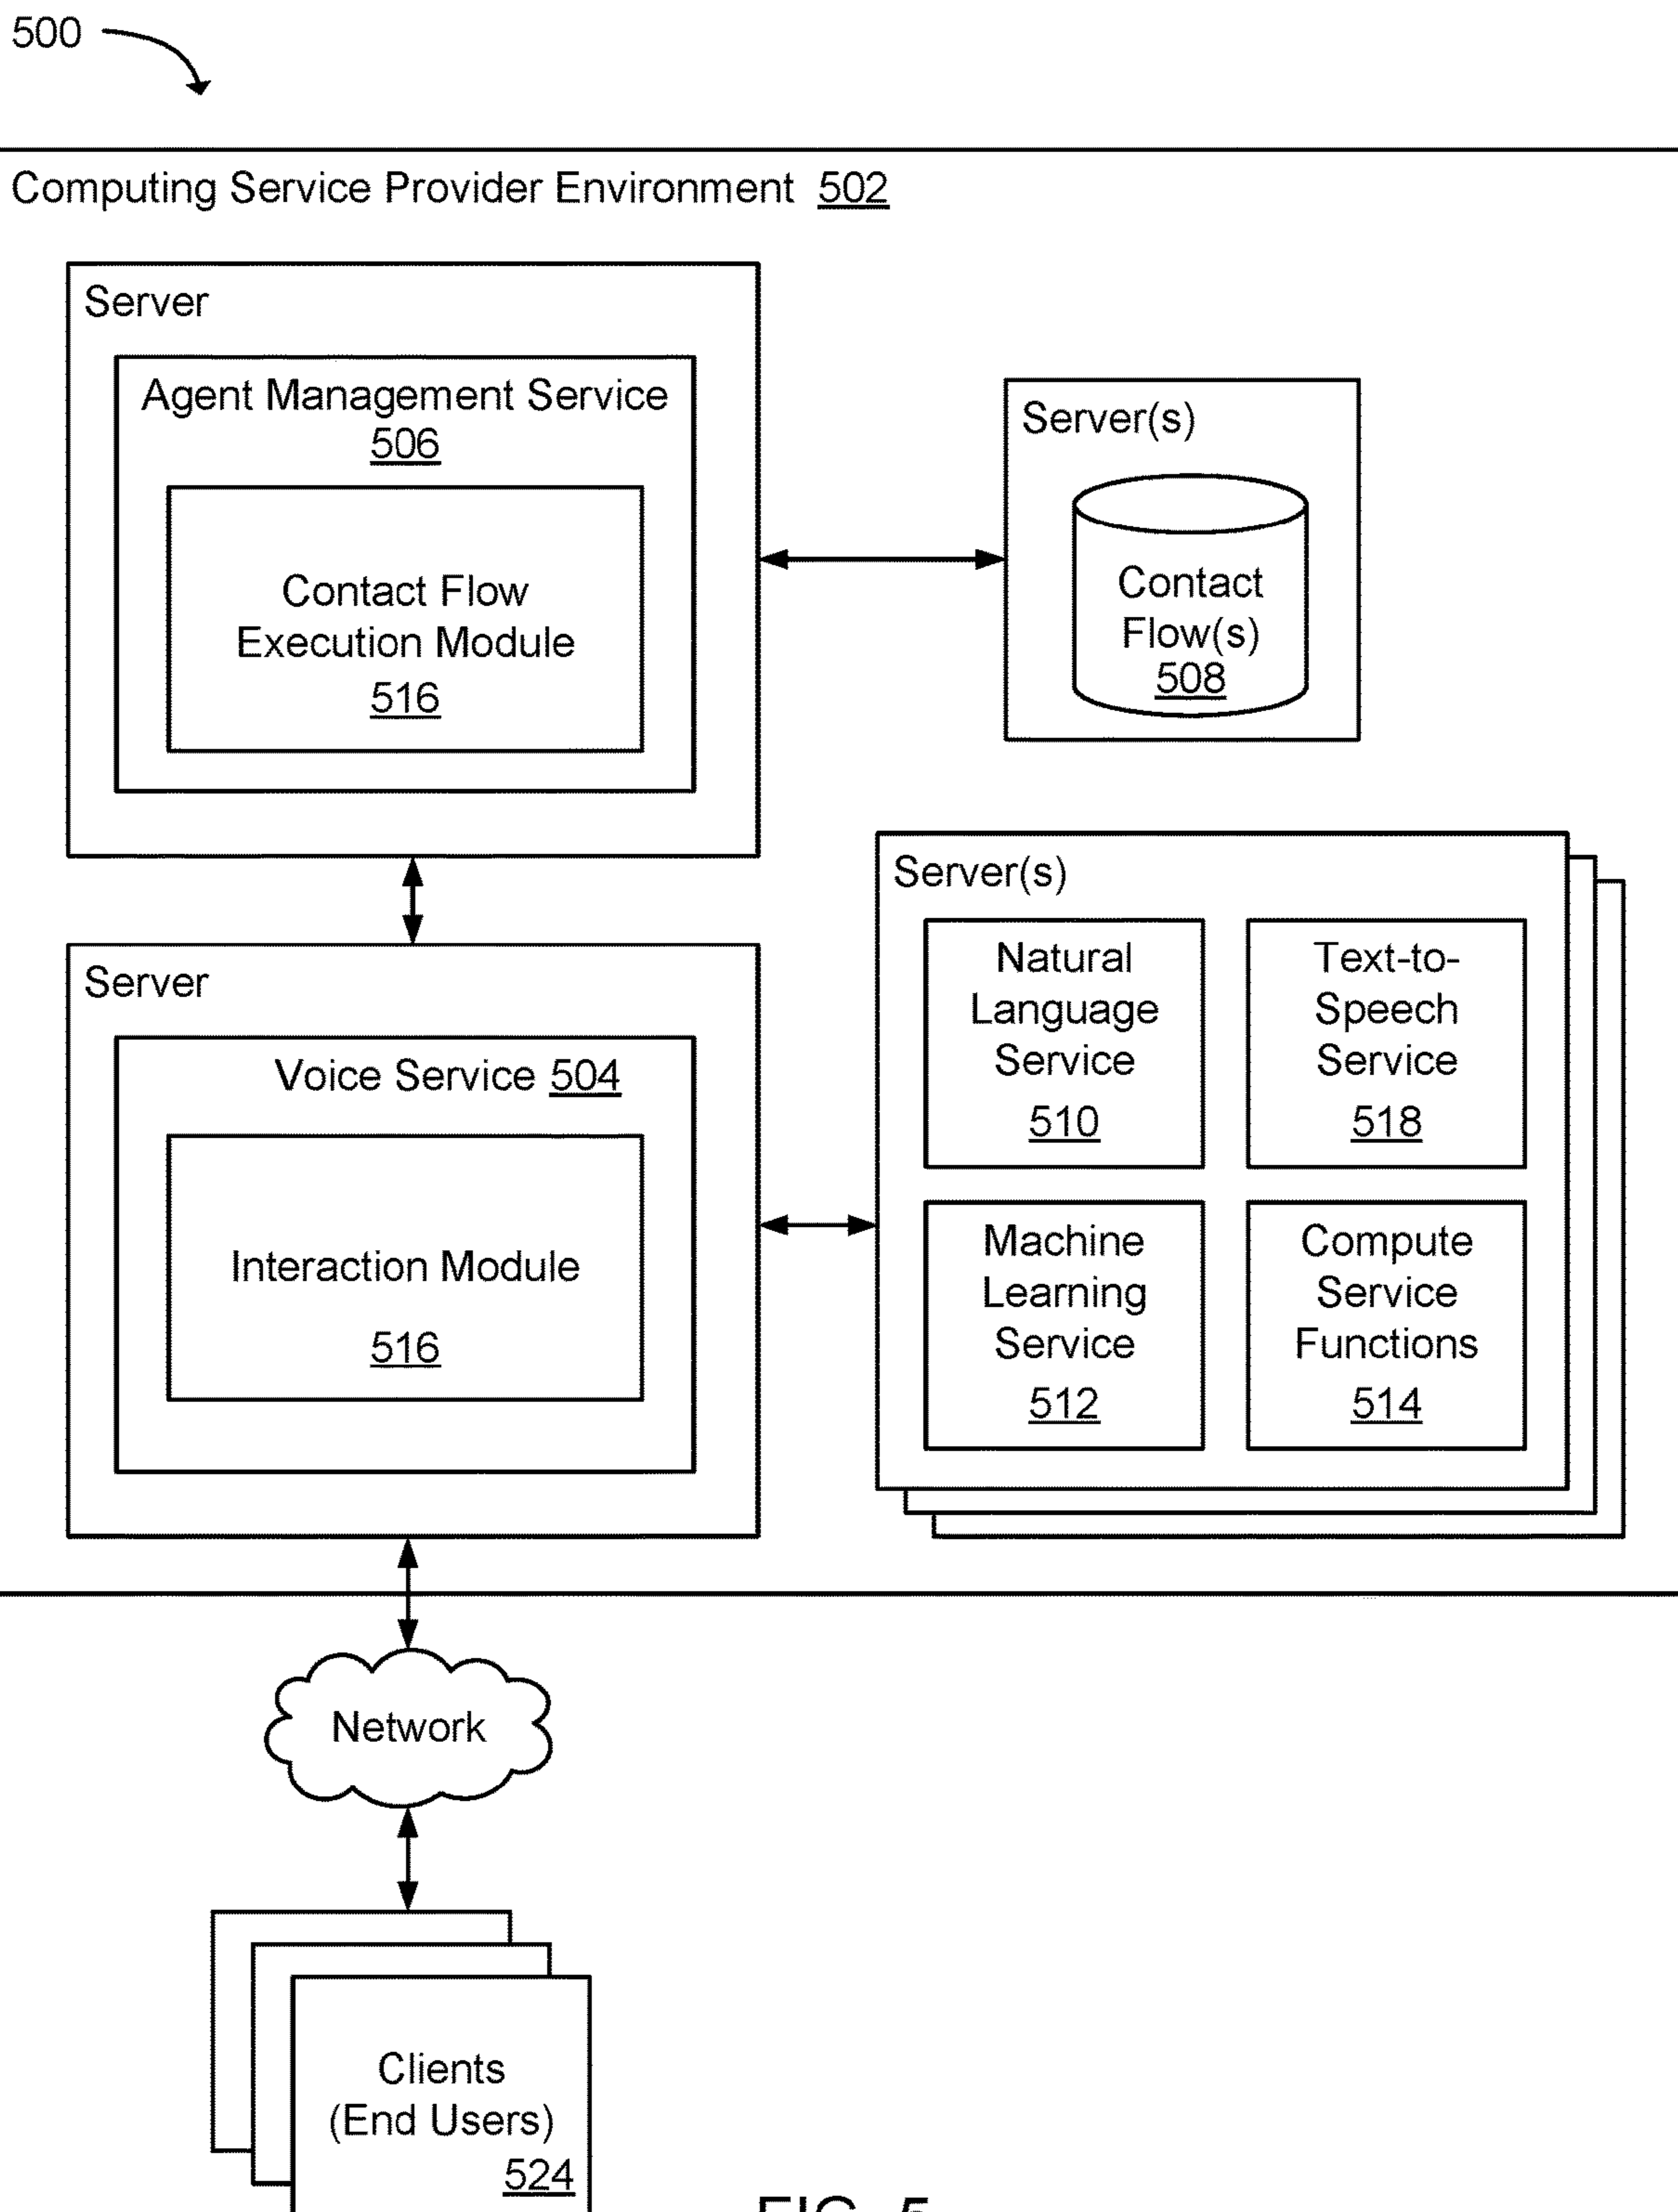 500
Computing Service Provider Environment 502
Server
Agent Management Service
506
Contact Flow
Execution Module
516
Server(s)
Contact
Flow(s)
508
Server
Voice Service 504
Interaction Module
516
Server(s)
Natural
Language
Service
510
Text-to-
Speech
Service
518
Machine
Learning
Service
512
Compute
Service
Functions
514
Network
Clients
(End Users)
524
FIG. 5